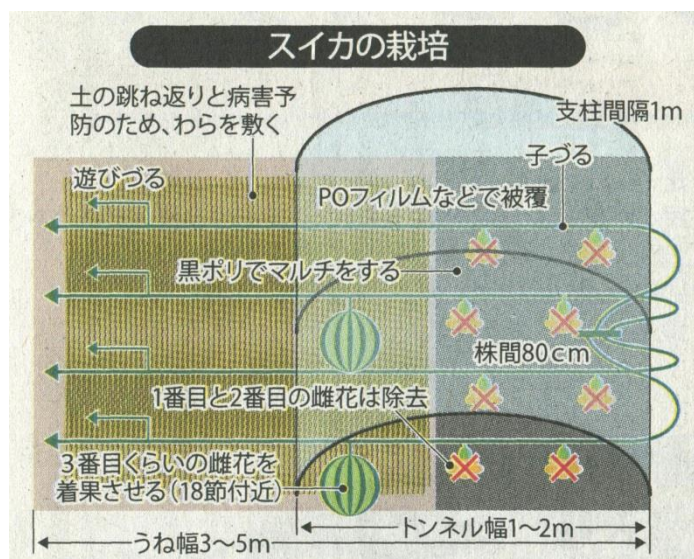 スイカの栽培
土の跳ね返りと病害予
防のため、わらを敷く
支柱間隔1m
子づる
遊びづる
POフィルムなどで被覆
黒ポリでマルチをする
株間80cm
1番目と2番目の雌花は除去
3番目くらいの雌花を
着果させる(18節付近)
トンネル幅1〜2m
うね幅3〜5m